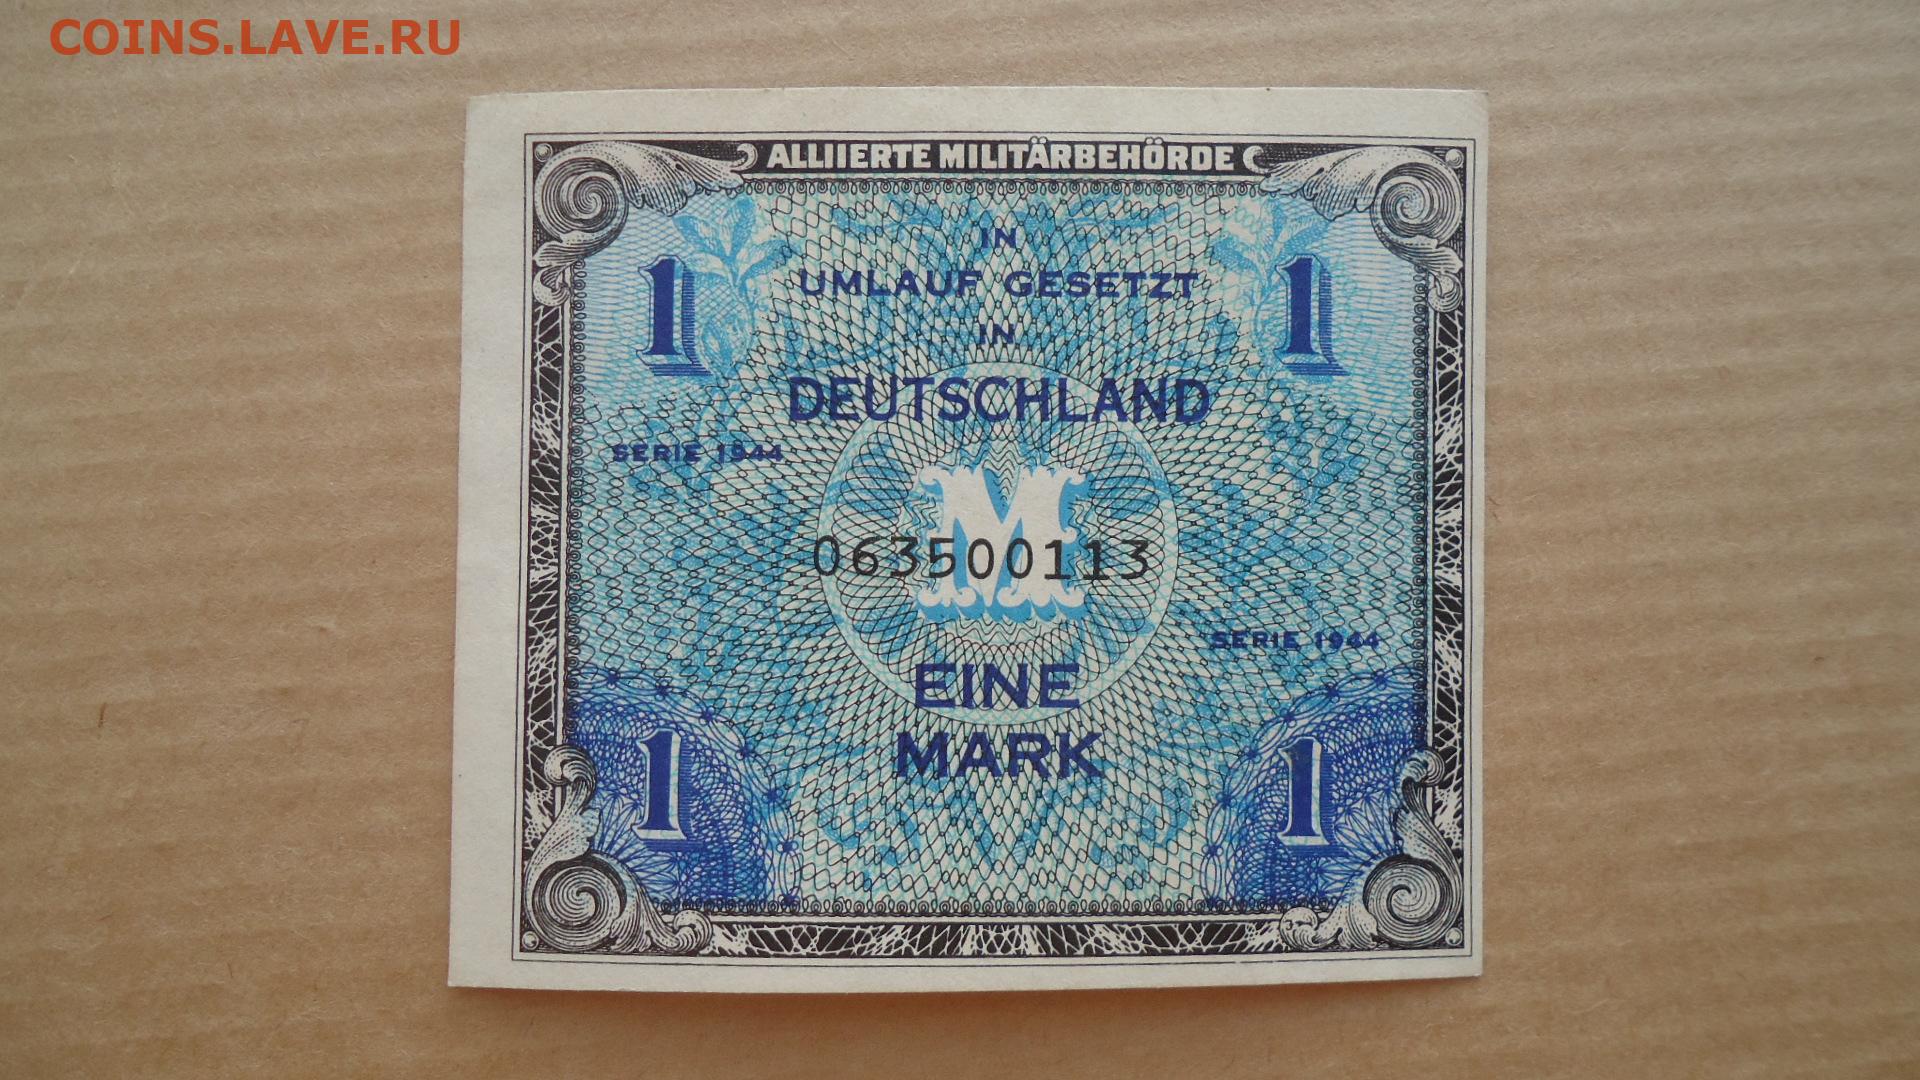 COINS.LAVE.RU
ALLIIERTE MILITÄRBEHÖRDE
IN
1 UMLAUF GESETZT 1
IN
DEUTSCHLAND
SERIE 1944
M
063500113
SERIE 1944
EINE
MARK
1 1